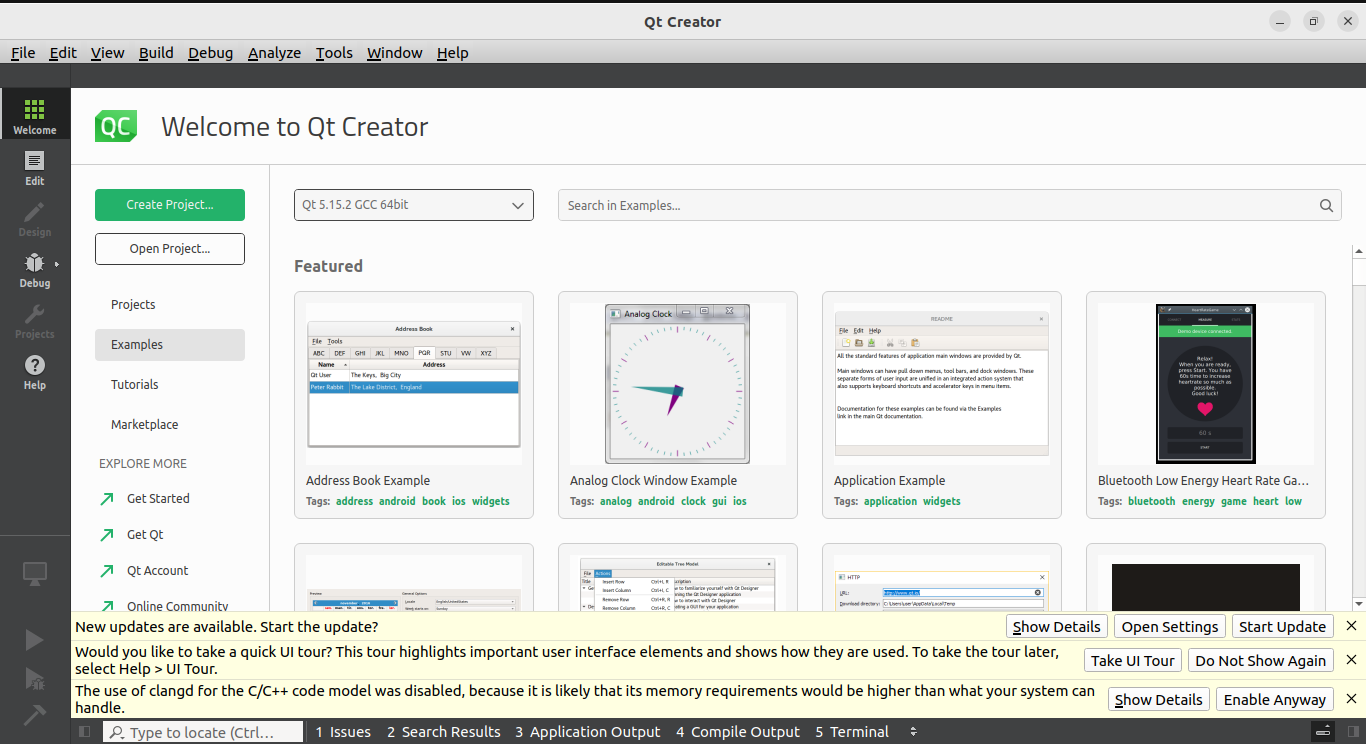 Qt Creator
File Edit View Build Debug Analyze Tools Window Help
Welcome
Edit
Design
Debug
Projects
Help
QC
Welcome to Qt Creator
Create Project...
Open Project...
Projects
Examples
Tutorials
Marketplace
EXPLORE MORE
Get Started
Get Qt
Qt Account
Online Community
Qt 5.15.2 GCC 64bit
Search in Examples...
Featured
Address Book
File Tools
ABC DEF GHI JKL MNO PQR STU VW XYZ
Name Address
Qt User The Keys, Big City
Peter Rabbit The Lake District, England
Address Book Example
Tags: address android book ios widgets
Analog Clock
Analog Clock Window Example
Tags: analog android clock gui ios
README
File Edit Help
All the standard features of application main windows are provided by Qt.
Main windows can have pull down menus, tool bars, and dock windows. These
separate forms of user input are unified in an integrated action system that
also supports keyboard shortcuts and accelerator keys in menu items.
Documentation for these examples can be found via the Examples
link in the main Qt documentation.
Application Example
Tags: application widgets
Demo device connected.
Relax!
When you are ready,
press Start. You have
60s time to increase
heartrate so much as
possible.
Good luck!
60 s
START
Bluetooth Low Energy Heart Rate Ga...
Tags: bluetooth energy game heart low
Preview
General Options
Editable Tree Model
File Actions
Title
Insert Row Ctrl+I, R
Insert Column Ctrl+I, C
Remove Row Ctrl+R, R
Remove Column Ctrl+R, C
HTTP
URL: http://www.qt.io/
Download directory: C:/Users/user/AppData/Local/Temp
New updates are available. Start the update?
Show Details Open Settings Start Update
Would you like to take a quick UI tour? This tour highlights important user interface elements and shows how they are used. To take the tour later,
select Help > UI Tour.
Take UI Tour Do Not Show Again
The use of clangd for the C/C++ code model was disabled, because it is likely that its memory requirements would be higher than what your system can
handle.
Show Details Enable Anyway
Type to locate (Ctrl... 1 Issues 2 Search Results 3 Application Output 4 Compile Output 5 Terminal